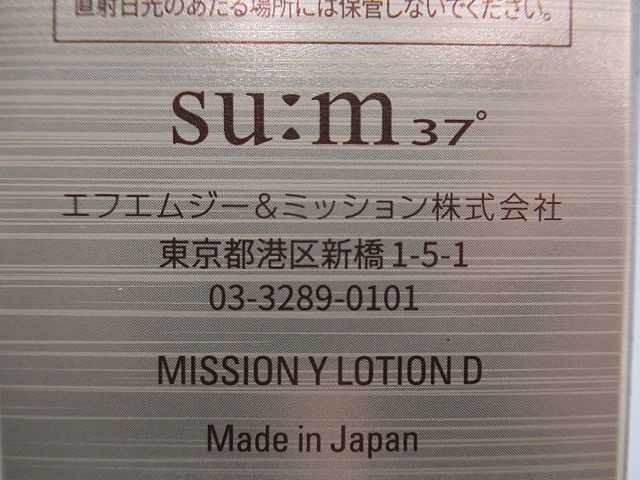 直射日光のあたる場所には保管しないでください。
su:m 37°
エフエムジー&ミッション株式会社
東京都港区新橋 1-5-1
03-3289-0101
MISSION Y LOTION D
Made in Japan